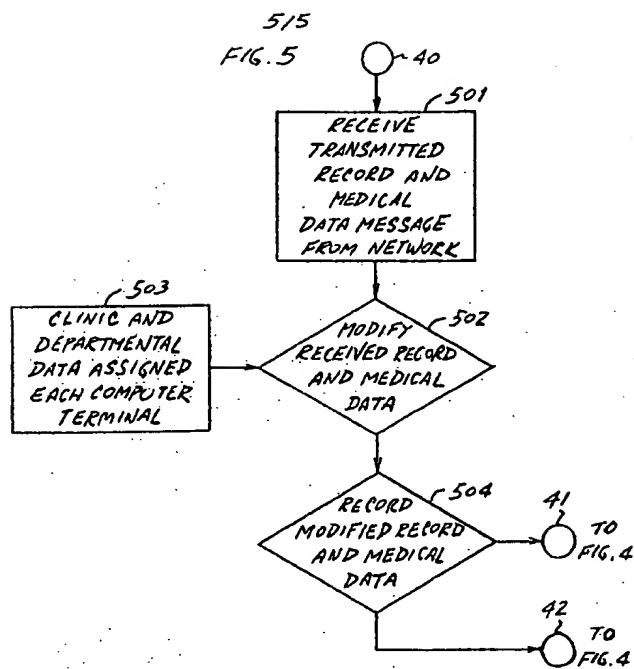 5/5
FIG. 5
40
501
RECEIVE
TRANSMITTED
RECORD AND
MEDICAL
DATA MESSAGE
FROM NETWORK
503
CLINIC AND
DEPARTMENTAL
DATA ASSIGNED
EACH COMPUTER
TERMINAL
502
MODIFY
RECEIVED RECORD
AND MEDICAL
DATA
504
RECORD
MODIFIED RECORD
AND MEDICAL
DATA
41
TO
FIG. 4
42
TO
FIG. 4